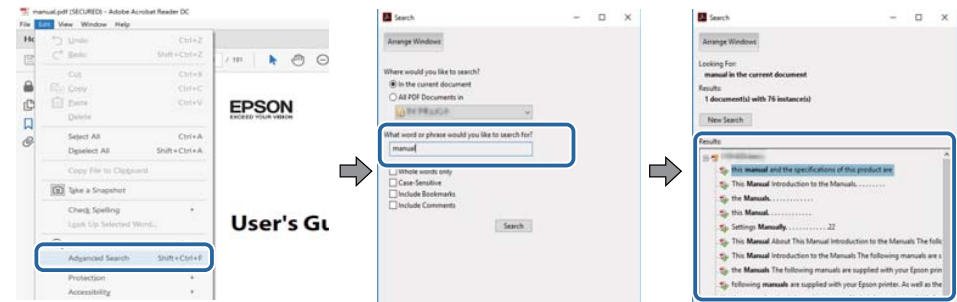 manual.pdf (SECURED) - Adobe Acrobat Reader DC
File Edit View Window Help
Undo Ctrl+Z
Redo Shift+Ctrl+Z
Cut Ctrl+X
Copy Ctrl+C
Paste Ctrl+V
Delete
Select All Ctrl+A
Deselect All Shift+Ctrl+A
Copy File to Clipboard
Take a Snapshot
Check Spelling
Look Up Selected Word...
Advanced Search Shift+Ctrl+F
Protection
Accessibility
/ 191
EPSON
EXCEED YOUR VISION
User's Gu
Search
Arrange Windows
Where would you like to search?
In the current document
All PDF Documents in
What word or phrase would you like to search for?
manual
Whole words only
Case-Sensitive
Include Bookmarks
Include Comments
Search
Search
Arrange Windows
Looking For:
manual in the current document
Results:
1 document(s) with 76 instance(s)
New Search
Results:
this manual and the specifications of this product are
This Manual Introduction to the Manuals. . . . . . . . .
the Manuals. . . . . . . . . . . . .
this Manual. . . . . . . . . . . . .
Settings Manually. . . . . . . . . . . . .22
This Manual About This Manual Introduction to the Manuals The follo
This Manual Introduction to the Manuals The following manuals are s
the Manuals The following manuals are supplied with your Epson prin
following manuals are supplied with your Epson printer. As well as the